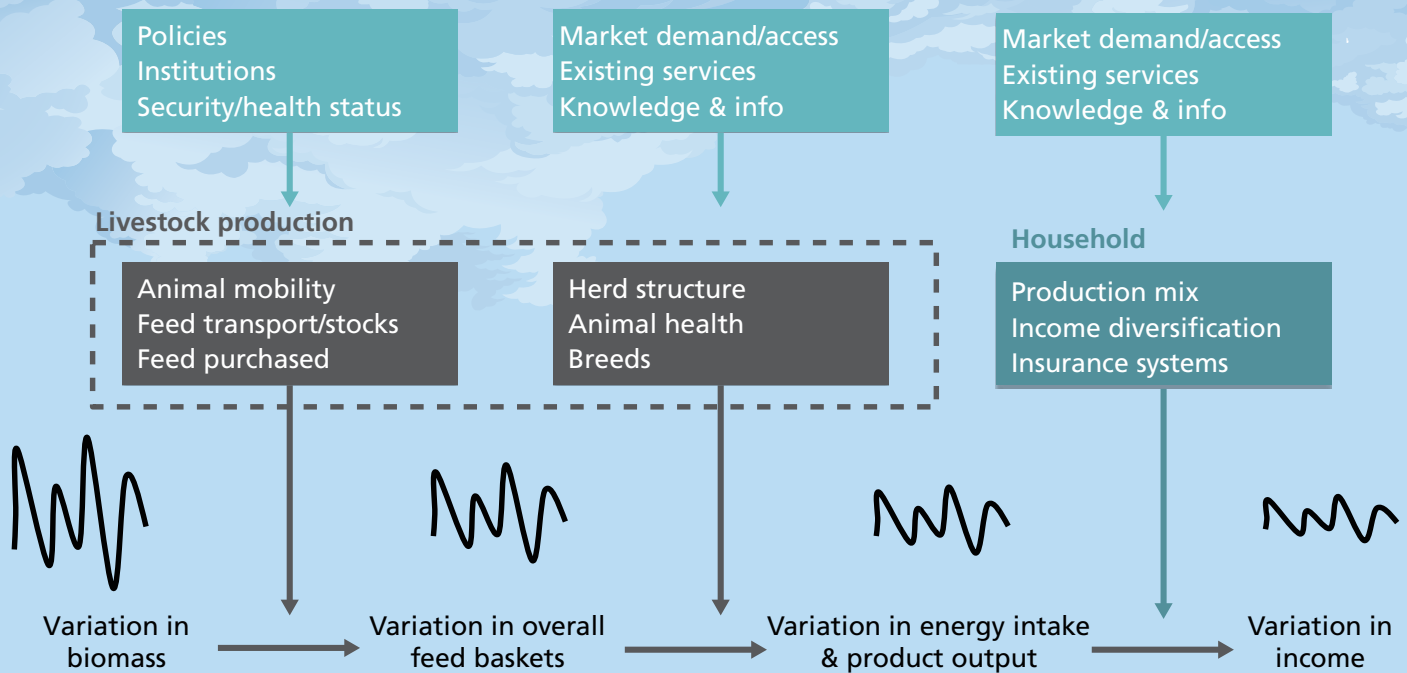 Policies
Institutions
Security/health status
Market demand/access
Existing services
Knowledge & info
Market demand/access
Existing services
Knowledge & info
Livestock production
Household
Animal mobility
Feed transport/stocks
Feed purchased
Herd structure
Animal health
Breeds
Production mix
Income diversification
Insurance systems
Variation in
biomass
Variation in overall
feed baskets
Variation in energy intake
& product output
Variation in
income